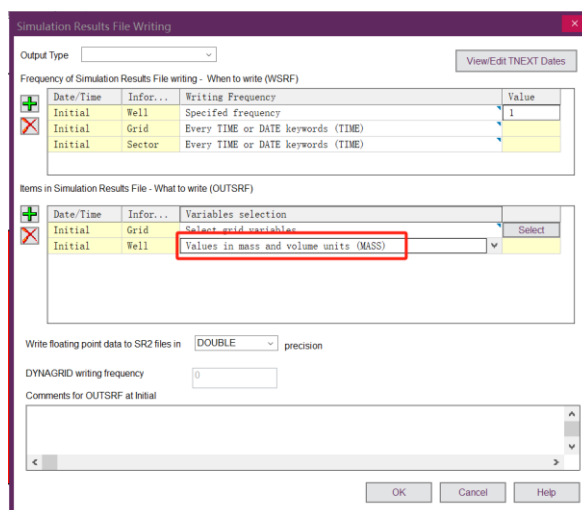 Simulation Results File Writing
Output Type
View/Edit TNEXT Dates
Frequency of Simulation Results File writing - When to write (WSRF)
Date/Time Infor... Writing Frequency Value
Initial Well Specifed frequency 1
Initial Grid Every TIME or DATE keywords (TIME)
Initial Sector Every TIME or DATE keywords (TIME)
Items in Simulation Results File - What to write (OUTSRF)
Date/Time Infor... Variables selection
Initial Grid Select grid variables Select
Initial Well Values in mass and volume units (MASS)
Write floating point data to SR2 files in DOUBLE precision
DYNAGRID writing frequency 0
Comments for OUTSRF at Initial
OK Cancel Help